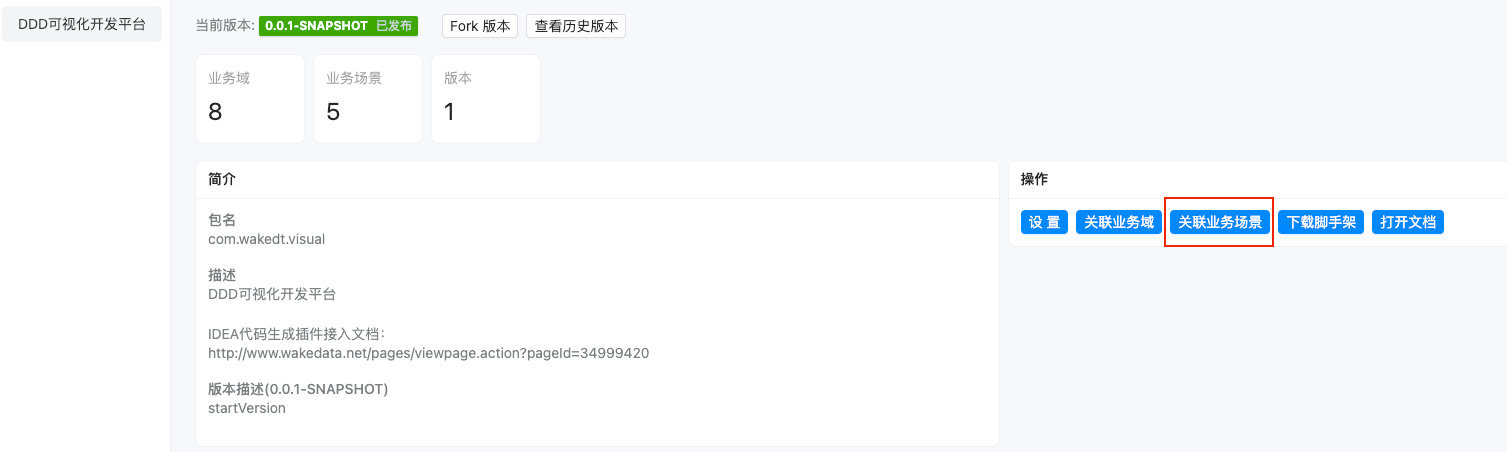 DDD可视化开发平台
当前版本: 0.0.1-SNAPSHOT 已发布 Fork 版本 查看历史版本
业务域 业务场景 版本
8 5 1
简介
包名
com.wakedt.visual
描述
DDD可视化开发平台
IDEA代码生成插件接入文档：
http://www.wakedata.net/pages/viewpage.action?pageId=34999420
版本描述(0.0.1-SNAPSHOT)
startVersion
操作
设 置 关联业务域 关联业务场景 下载脚手架 打开文档